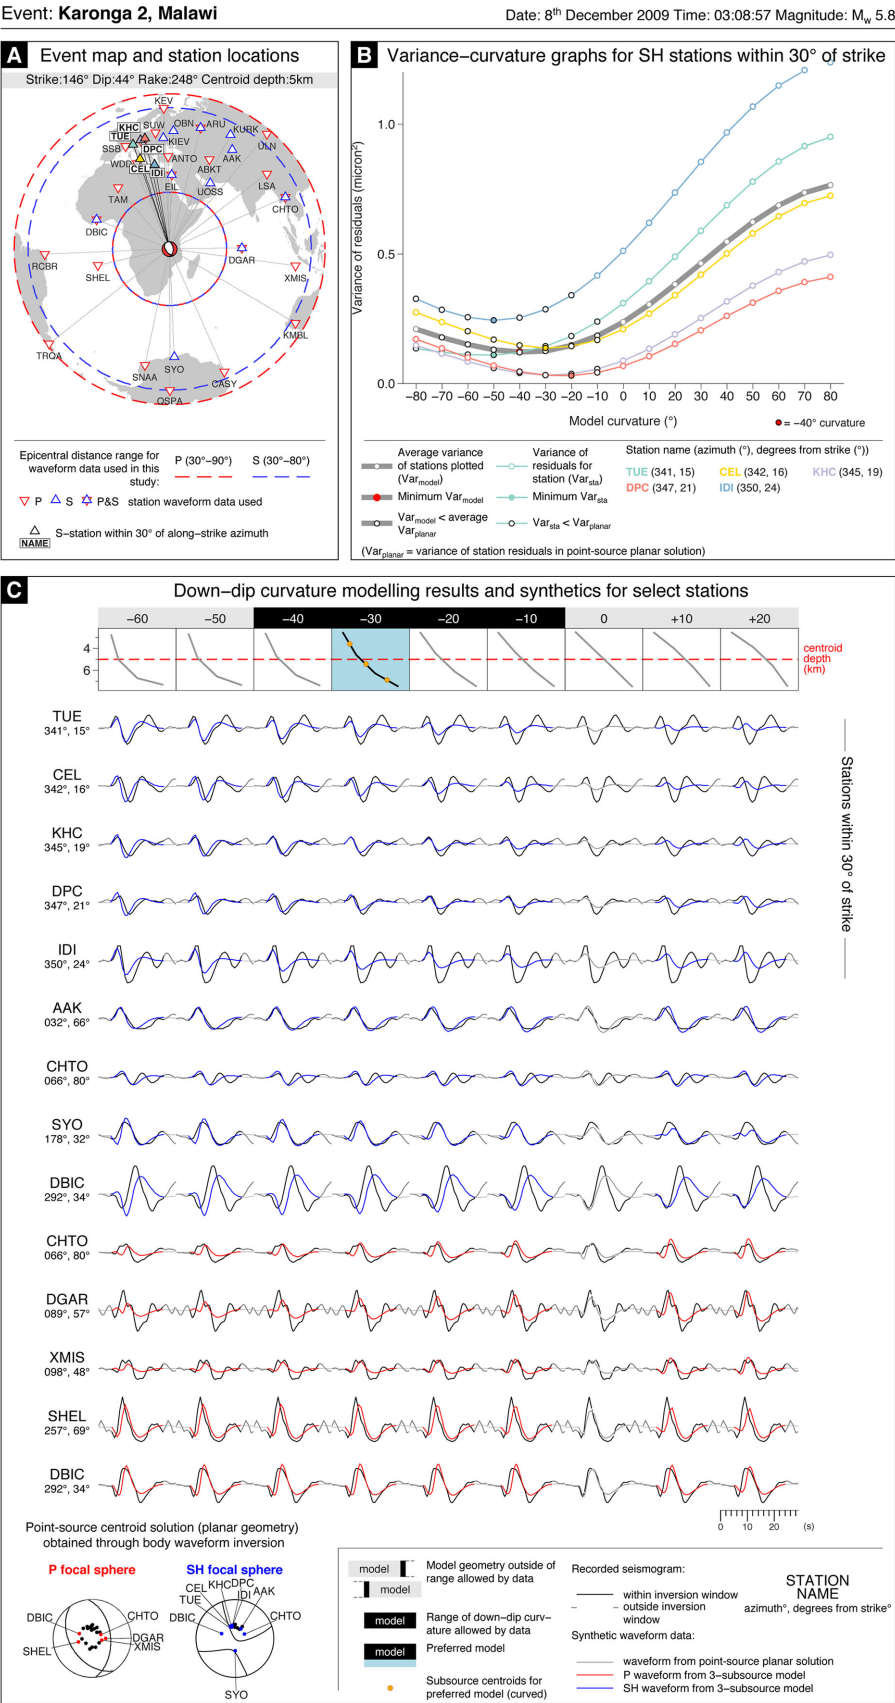 Event: Karonga 2, Malawi
Date: 8th December 2009 Time: 03:08:57 Magnitude: Mw 5.8
A Event map and station locations
Strike:146° Dip:44° Rake:248° Centroid depth:5km
KEV
KHC
SUW
OBN
ARU
KURK
TUE
KIEV
ULN
SSB
DPC
WDD
ANTO
ABKT
AAK
CEL
IDI
TAM
EIL
UOSS
LSA
CHTO
DBIC
DGAR
RCBR
SHEL
XMIS
KMBL
TRQA
SNAA
SYO
CASY
QSPA
Epicentral distance range for
waveform data used in this
study:
P (30°−90°)
S (30°−80°)
P
S
P&S
station waveform data used
NAME
S−station within 30° of along−strike azimuth
B Variance−curvature graphs for SH stations within 30° of strike
Variance of residuals (micron²)
1.0
0.5
0.0
−80 −70 −60 −50 −40 −30 −20 −10 0 10 20 30 40 50 60 70 80
Model curvature (°)
= −40° curvature
Average variance
of stations plotted
(Varmodel)
Minimum Varmodel
Varmodel < average
Varplanar
Variance of
residuals for
station (Varsta)
Minimum Varsta
Varsta < Varplanar
Station name (azimuth (°), degrees from strike (°))
TUE (341, 15)
CEL (342, 16)
KHC (345, 19)
DPC (347, 21)
IDI (350, 24)
(Varplanar = variance of station residuals in point−source planar solution)
C Down−dip curvature modelling results and synthetics for select stations
−60 −50 −40 −30 −20 −10 0 +10 +20
4
6
centroid
depth
(km)
TUE
341°, 15°
CEL
342°, 16°
KHC
345°, 19°
DPC
347°, 21°
IDI
350°, 24°
Stations within 30° of strike
AAK
032°, 66°
CHTO
066°, 80°
SYO
178°, 32°
DBIC
292°, 34°
CHTO
066°, 80°
DGAR
089°, 57°
XMIS
098°, 48°
SHEL
257°, 69°
DBIC
292°, 34°
0 10 20 (s)
Point−source centroid solution (planar geometry)
obtained through body waveform inversion
P focal sphere
DBIC
CHTO
DGAR
XMIS
SHEL
SH focal sphere
KHC
DPC
CEL
IDI
AAK
TUE
DBIC
CHTO
SYO
model
model
Model geometry outside of
range allowed by data
model
Range of down−dip curv−
ature allowed by data
model
Preferred model
Subsource centroids for
preferred model (curved)
Recorded seismogram:
within inversion window
outside inversion
window
Synthetic waveform data:
waveform from point−source planar solution
P waveform from 3−subsource model
SH waveform from 3−subsource model
STATION
NAME
azimuth°, degrees from strike°